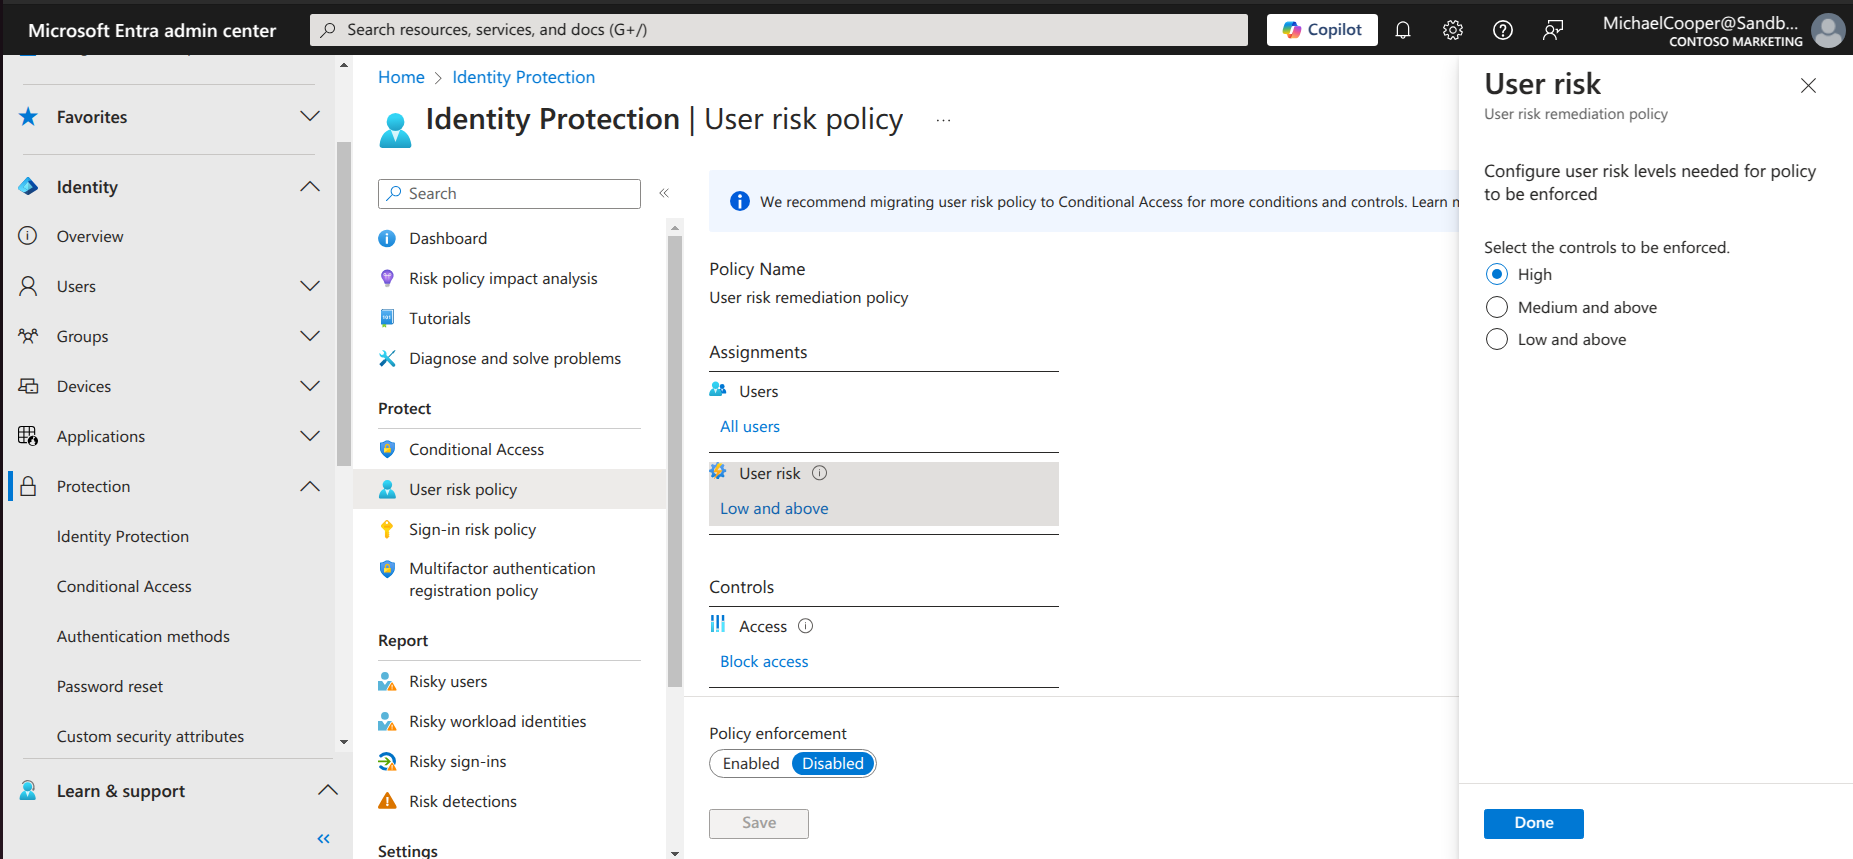 Microsoft Entra admin center
Search resources, services, and docs (G+/)
Copilot
MichaelCooper@Sandb...
CONTOSO MARKETING
Favorites
Identity
Overview
Users
Groups
Devices
Applications
Protection
Identity Protection
Conditional Access
Authentication methods
Password reset
Custom security attributes
Learn & support
Home > Identity Protection
Identity Protection | User risk policy ...
Search
Dashboard
Risk policy impact analysis
Tutorials
Diagnose and solve problems
Protect
Conditional Access
User risk policy
Sign-in risk policy
Multifactor authentication
registration policy
Report
Risky users
Risky workload identities
Risky sign-ins
Risk detections
Settings
We recommend migrating user risk policy to Conditional Access for more conditions and controls. Learn
Policy Name
User risk remediation policy
Assignments
Users
All users
User risk
Low and above
Controls
Access
Block access
Policy enforcement
Enabled Disabled
Save
User risk
User risk remediation policy
Configure user risk levels needed for policy
to be enforced
Select the controls to be enforced.
High
Medium and above
Low and above
Done